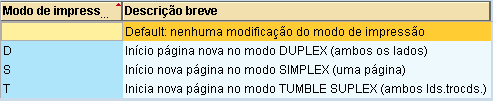 Modo de impress... Descrição breve
Default: nenhuma modificação do modo de impressão
D Início página nova no modo DUPLEX (ambos os lados)
S Início nova página no modo SIMPLEX (uma página)
T Inicia nova página no modo TUMBLE SUPLEX (ambos lds.trocds.)